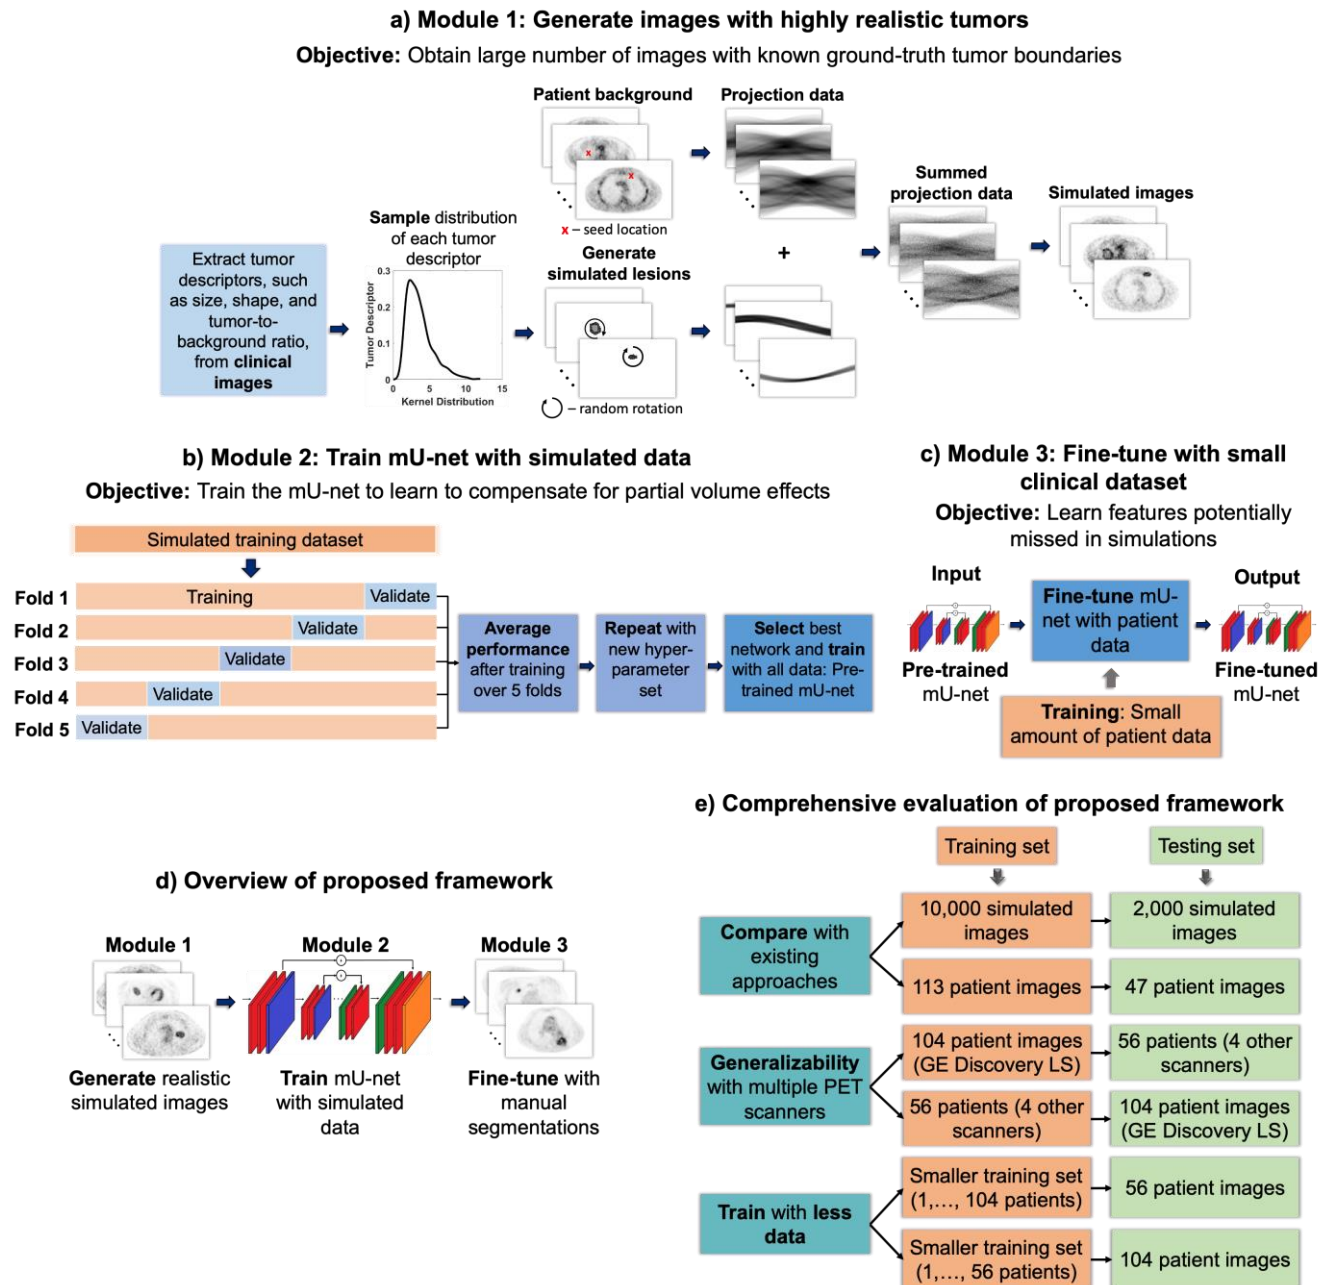 a) Module 1: Generate images with highly realistic tumors
Objective: Obtain large number of images with known ground-truth tumor boundaries
Extract tumor
descriptors, such
as size, shape, and
tumor-to-
background ratio,
from clinical
images
Sample distribution
of each tumor
descriptor
Tumor Descriptor
0.3
0.2
0.1
0
0
5
10
15
Kernel Distribution
Patient background
x
x
x – seed location
Generate
simulated lesions
– random rotation
Projection data
+
Summed
projection data
Simulated images
b) Module 2: Train mU-net with simulated data
Objective: Train the mU-net to learn to compensate for partial volume effects
Simulated training dataset
Fold 1
Training
Validate
Fold 2
Validate
Fold 3
Validate
Fold 4
Validate
Fold 5
Validate
Average
performance
after training
over 5 folds
Repeat with
new hyper-
parameter
set
Select best
network and train
with all data: Pre-
trained mU-net
c) Module 3: Fine-tune with small
clinical dataset
Objective: Learn features potentially
missed in simulations
Input
Pre-trained
mU-net
Fine-tune mU-
net with patient
data
Training: Small
amount of patient data
Output
Fine-tuned
mU-net
d) Overview of proposed framework
Module 1
Generate realistic
simulated images
Module 2
Train mU-net
with simulated
data
Module 3
Fine-tune with
manual
segmentations
e) Comprehensive evaluation of proposed framework
Training set
Testing set
Compare with
existing
approaches
10,000 simulated
images
2,000 simulated
images
113 patient images
47 patient images
Generalizability
with multiple PET
scanners
104 patient images
(GE Discovery LS)
56 patients (4 other
scanners)
56 patients (4 other
scanners)
104 patient images
(GE Discovery LS)
Train with less
data
Smaller training set
(1,..., 104 patients)
56 patient images
Smaller training set
(1,..., 56 patients)
104 patient images